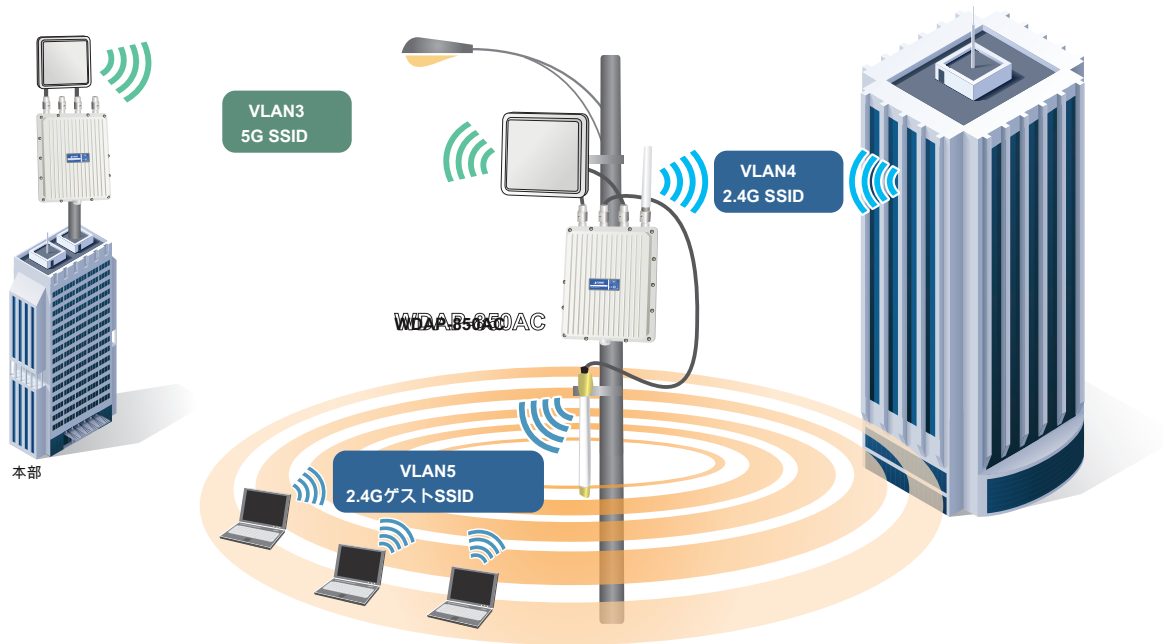 VLAN3
5G SSID
VLAN4
2.4G SSID
WDAP-850AC
VLAN5
2.4GゲストSSID
本部